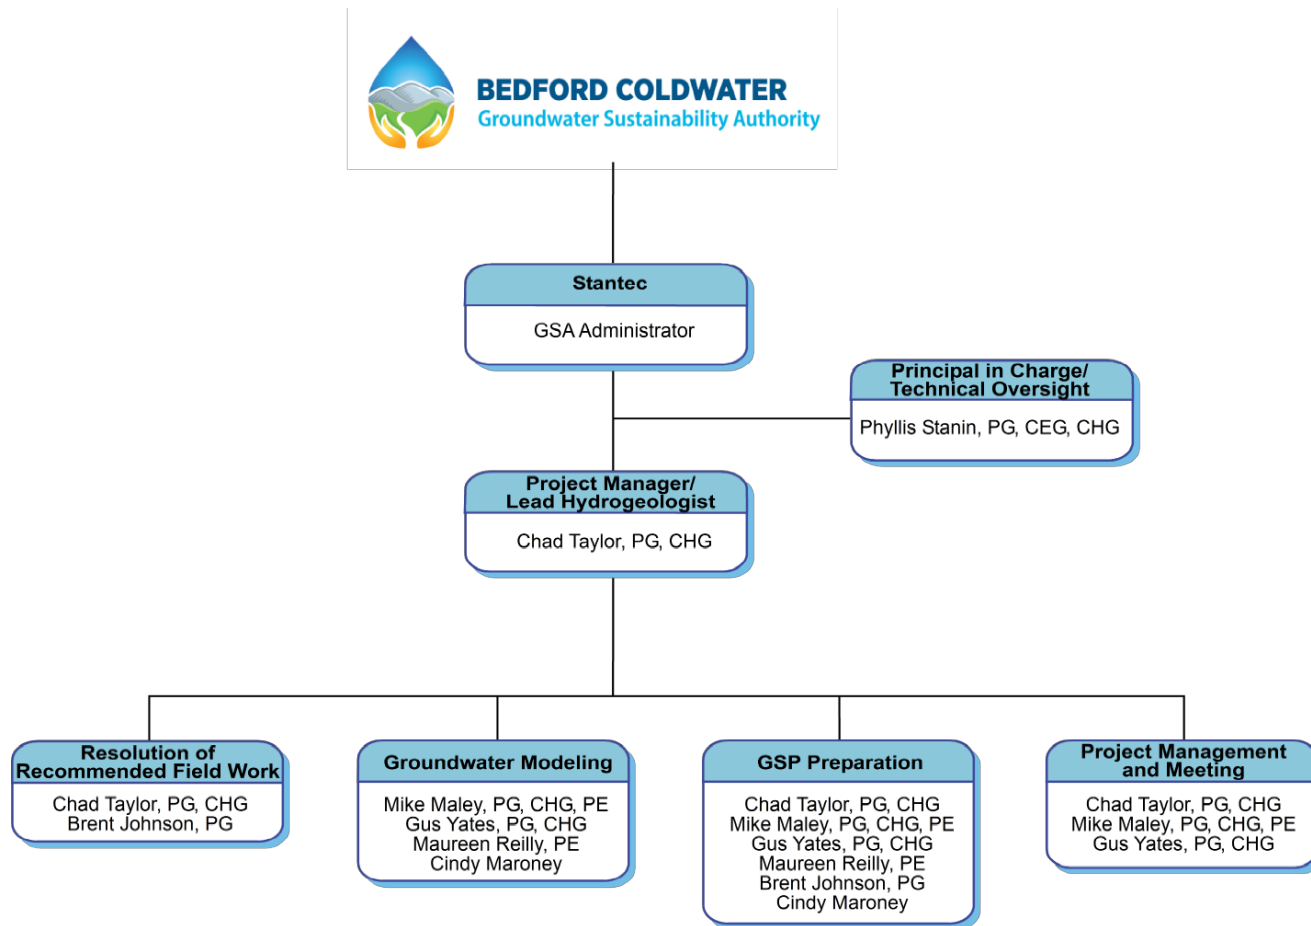 BEDFORD COLDWATER
Groundwater Sustainability Authority
Stantec
GSA Administrator
Principal in Charge/
Technical Oversight
Phyllis Stanin, PG, CEG, CHG
Project Manager/
Lead Hydrogeologist
Chad Taylor, PG, CHG
Resolution of
Recommended Field Work
Chad Taylor, PG, CHG
Brent Johnson, PG
Groundwater Modeling
Mike Maley, PG, CHG, PE
Gus Yates, PG, CHG
Maureen Reilly, PE
Cindy Maroney
GSP Preparation
Chad Taylor, PG, CHG
Mike Maley, PG, CHG, PE
Gus Yates, PG, CHG
Maureen Reilly, PE
Brent Johnson, PG
Cindy Maroney
Project Management
and Meeting
Chad Taylor, PG, CHG
Mike Maley, PG, CHG, PE
Gus Yates, PG, CHG